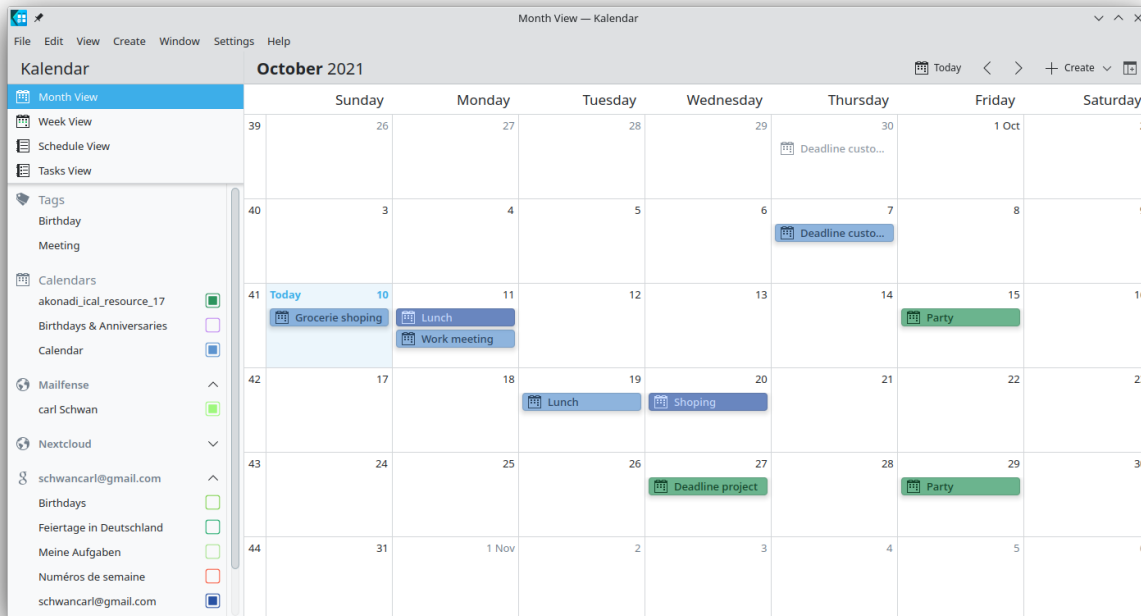 Month View — Kalendar
File Edit View Create Window Settings Help
Kalendar
October 2021
Today
Create
Month View
Week View
Schedule View
Tasks View
Tags
Birthday
Meeting
Calendars
akonadi_ical_resource_17
Birthdays & Anniversaries
Calendar
Mailfense
carl Schwan
Nextcloud
schwancarl@gmail.com
Birthdays
Feiertage in Deutschland
Meine Aufgaben
Numéros de semaine
schwancarl@gmail.com
Sunday Monday Tuesday Wednesday Thursday Friday Saturday
39 26 27 28 29 30 1 Oct
Deadline custo...
40 3 4 5 6 7 8
Deadline custo...
41 Today 10 11 12 13 14 15
Grocerie shoping Lunch Party
Work meeting
42 17 18 19 20 21 22
Lunch Shoping
43 24 25 26 27 28 29
Deadline project Party
44 31 1 Nov 2 3 4 5